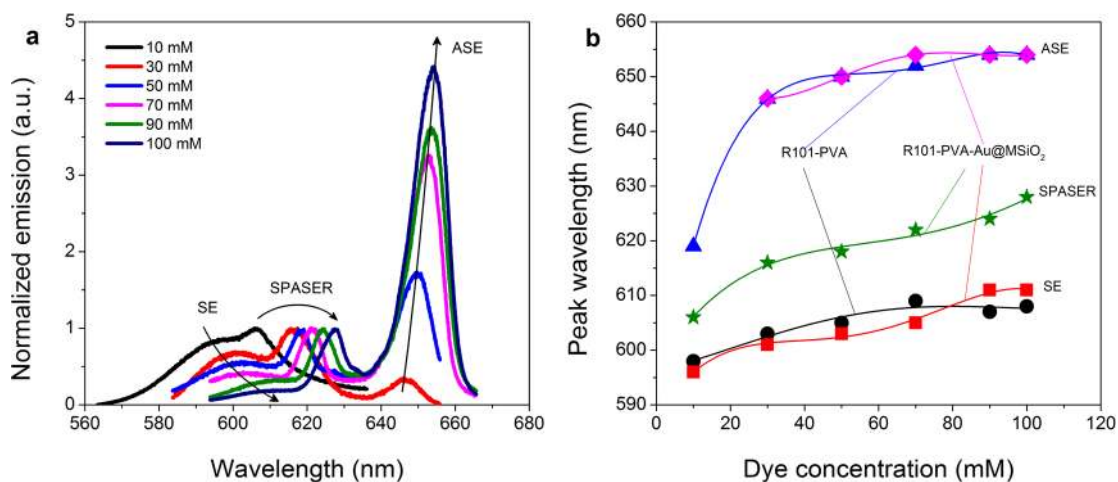 a
10 mM
30 mM
50 mM
70 mM
90 mM
100 mM
ASE
SPASER
SE
Normalized emission (a.u.)
5
4
3
2
1
0
560 580 600 620 640 660 680
Wavelength (nm)
b
ASE
R101-PVA
R101-PVA-Au@MSiO₂
SPASER
SE
Peak wavelength (nm)
660
650
640
630
620
610
600
590
0 20 40 60 80 100 120
Dye concentration (mM)